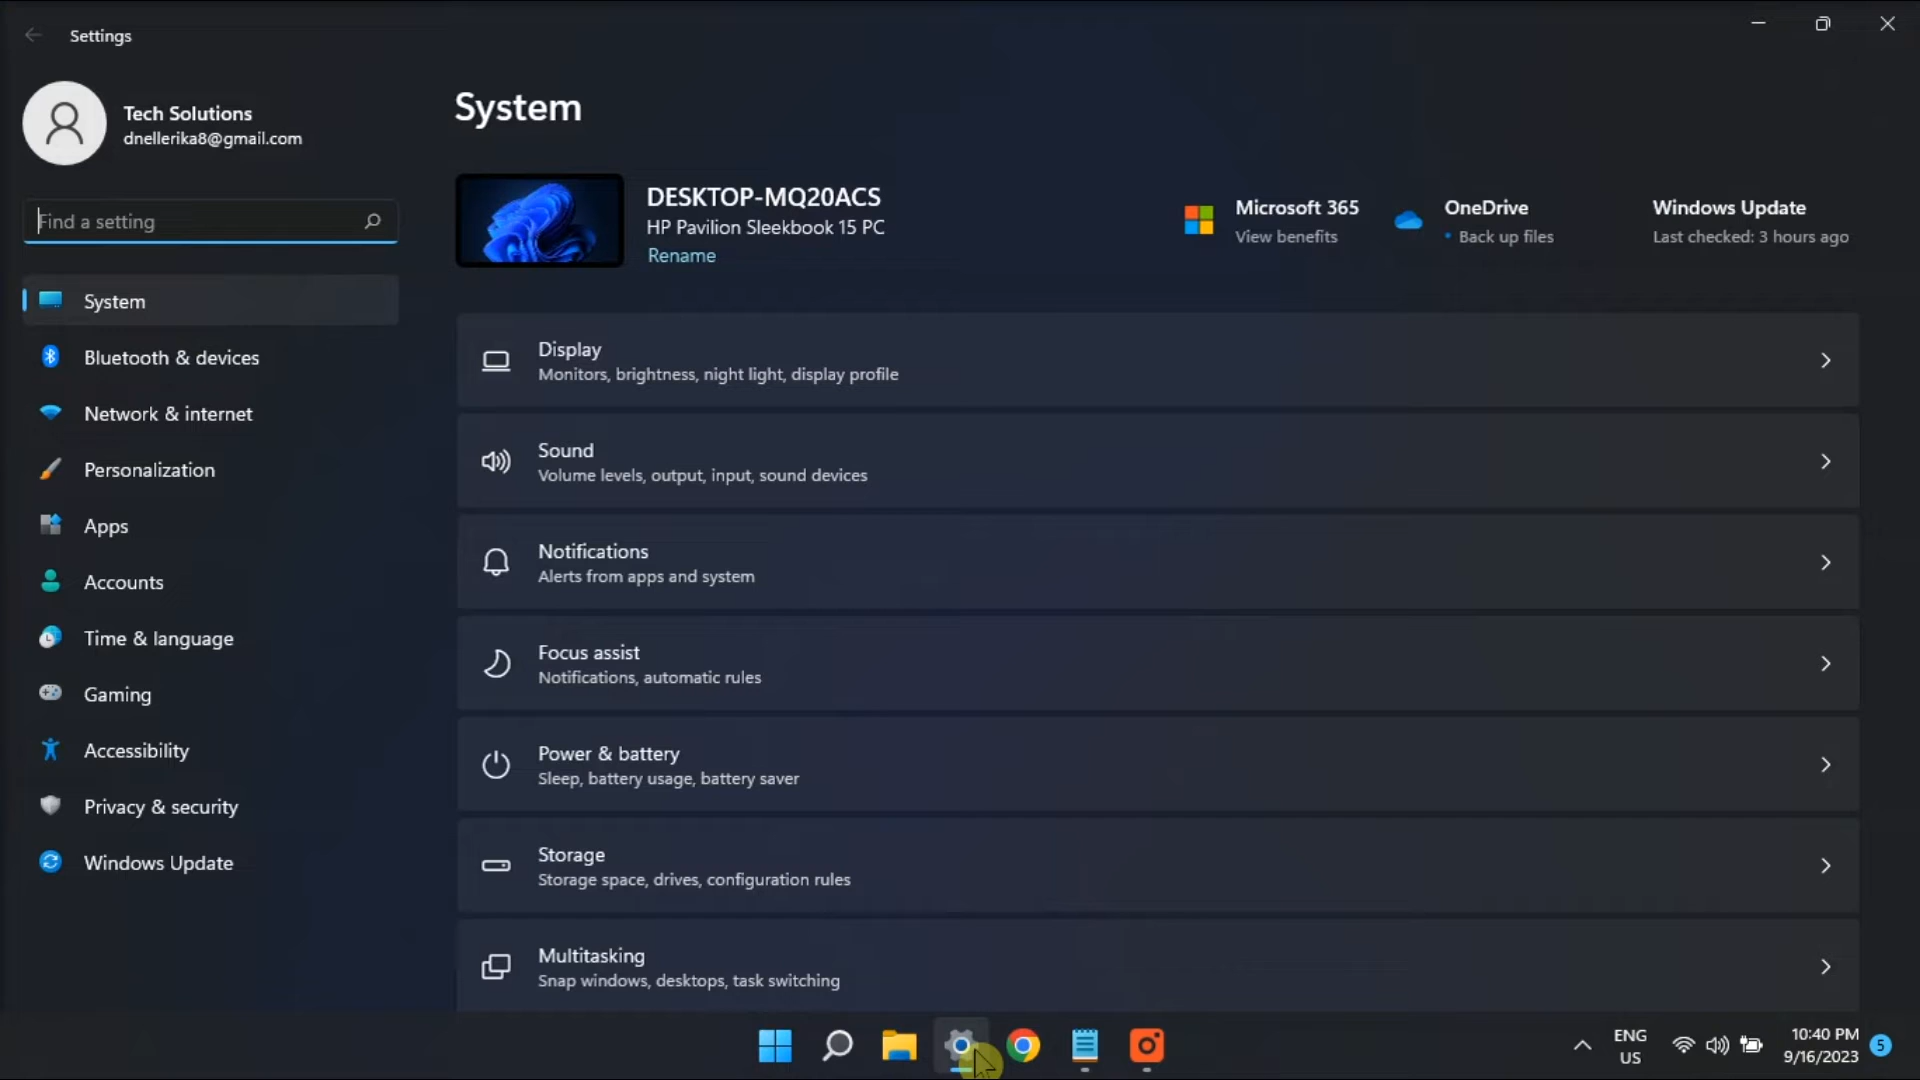 Settings
Tech Solutions
dnellerika8@gmail.com
Find a setting
System
Bluetooth & devices
Network & internet
Personalization
Apps
Accounts
Time & language
Gaming
Accessibility
Privacy & security
Windows Update
System
DESKTOP-MQ20ACS
HP Pavilion Sleekbook 15 PC
Rename
Microsoft 365
View benefits
OneDrive
• Back up files
Windows Update
Last checked: 3 hours ago
Display
Monitors, brightness, night light, display profile
Sound
Volume levels, output, input, sound devices
Notifications
Alerts from apps and system
Focus assist
Notifications, automatic rules
Power & battery
Sleep, battery usage, battery saver
Storage
Storage space, drives, configuration rules
Multitasking
Snap windows, desktops, task switching
ENG
US
10:40 PM
9/16/2023
5